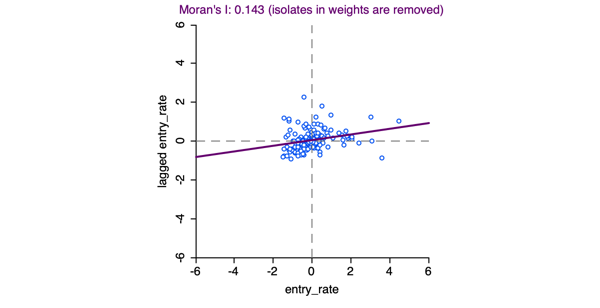 Moran's I: 0.143 (isolates in weights are removed)
6
4
2
0
-2
-4
-6
lagged entry_rate
-6 -4 -2 0 2 4 6
entry_rate